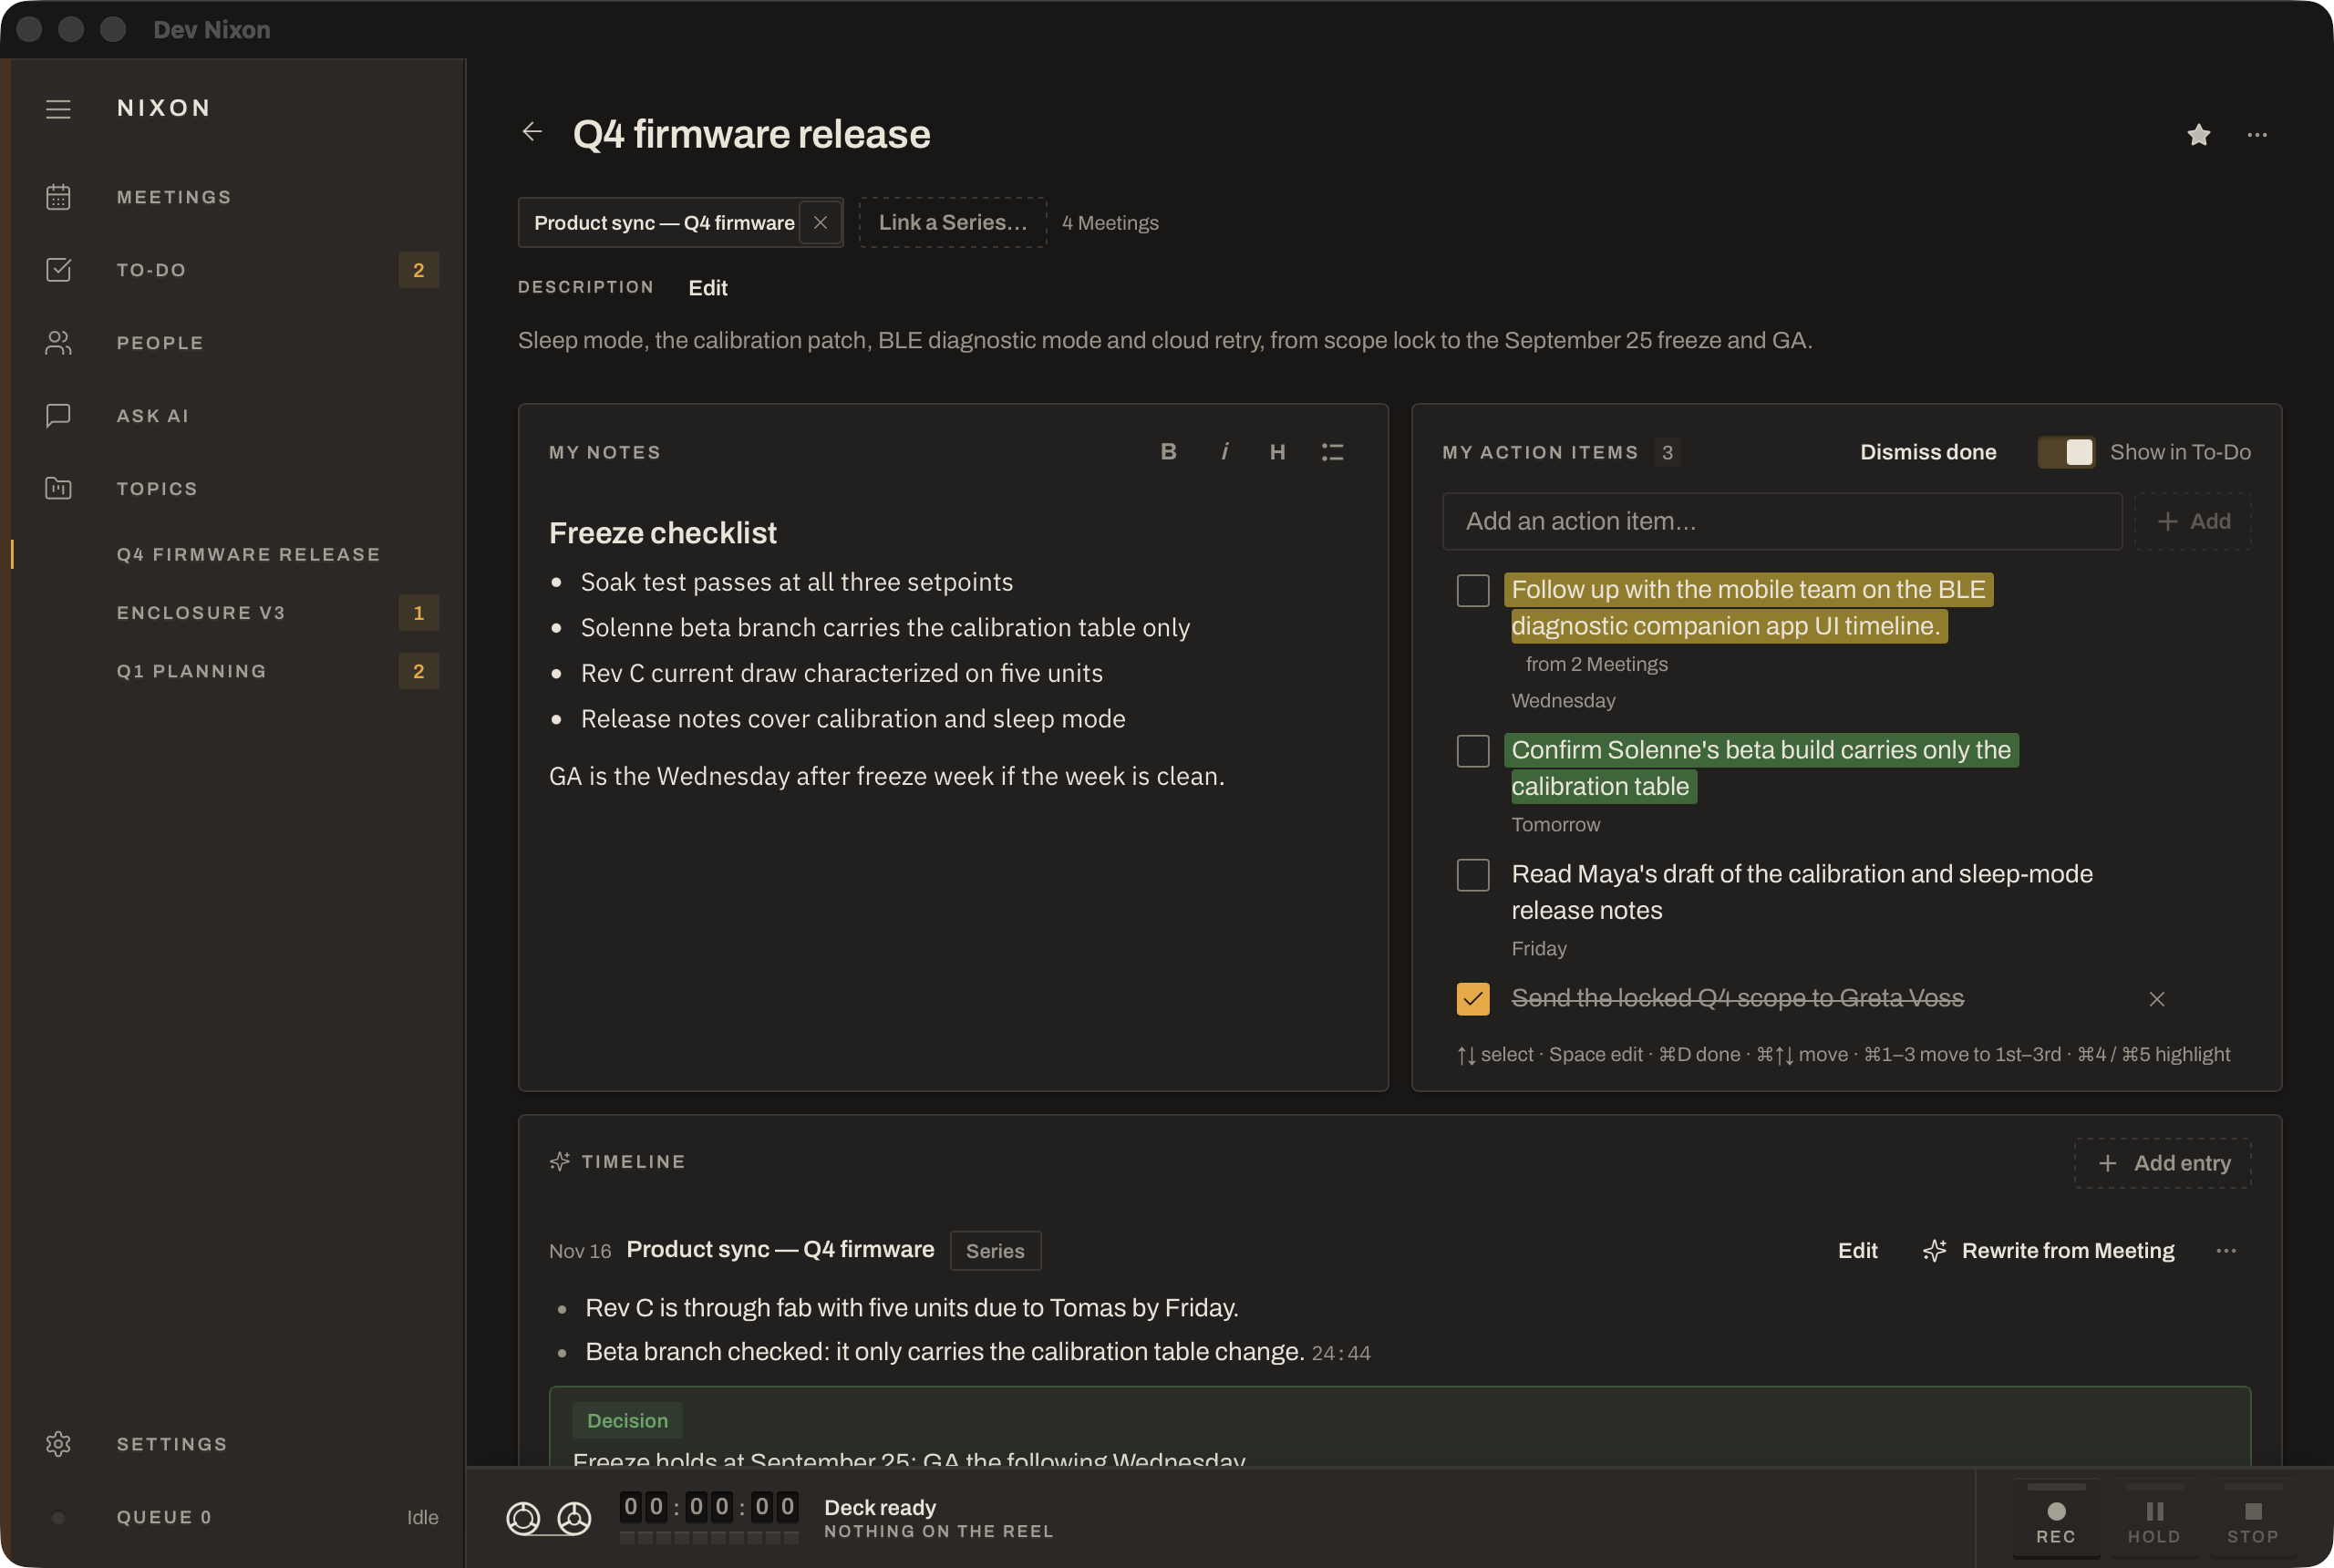 Dev Nixon
NIXON
MEETINGS
TO-DO 2
PEOPLE
ASK AI
TOPICS
Q4 FIRMWARE RELEASE
ENCLOSURE V3 1
Q1 PLANNING 2
SETTINGS
QUEUE 0 Idle
Q4 firmware release
Product sync — Q4 firmware
Link a Series...
4 Meetings
DESCRIPTION Edit
Sleep mode, the calibration patch, BLE diagnostic mode and cloud retry, from scope lock to the September 25 freeze and GA.
MY NOTES B i H
Freeze checklist
• Soak test passes at all three setpoints
• Solenne beta branch carries the calibration table only
• Rev C current draw characterized on five units
• Release notes cover calibration and sleep mode
GA is the Wednesday after freeze week if the week is clean.
MY ACTION ITEMS 3 Dismiss done Show in To-Do
Add an action item... + Add
Follow up with the mobile team on the BLE
diagnostic companion app UI timeline.
from 2 Meetings
Wednesday
Confirm Solenne's beta build carries only the
calibration table
Tomorrow
Read Maya's draft of the calibration and sleep-mode
release notes
Friday
Send the locked Q4 scope to Greta Voss
↑↓ select · Space edit · ⌘D done · ⌘↑↓ move · ⌘1–3 move to 1st–3rd · ⌘4 / ⌘5 highlight
TIMELINE + Add entry
Nov 16 Product sync — Q4 firmware Series Edit Rewrite from Meeting
• Rev C is through fab with five units due to Tomas by Friday.
• Beta branch checked: it only carries the calibration table change. 24:44
Decision
Freeze holds at September 25; GA the following Wednesday
00:00:00
Deck ready
NOTHING ON THE REEL
REC HOLD STOP